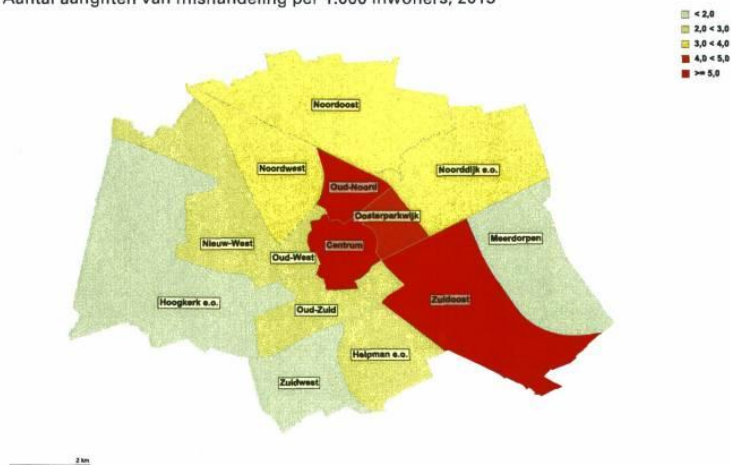 Aantal aangiften van mishandeling per 1.000 inwoners, 2013
< 2,0
2,0 < 3,0
3,0 < 4,0
4,0 < 5,0
>= 5,0
Noordoost
Noordwest
Noorddijk e.o.
Oud-Noord
Oosterparkwijk
Meerdorpen
Nieuw-West
Centrum
Oud-West
Hoogkerk e.o.
Zuidoost
Oud-Zuid
Helpman e.o.
Zuidwest
2 km